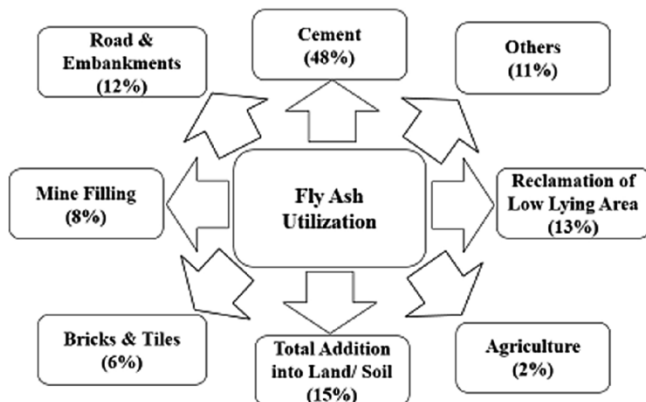 Road &
Embankments
(12%)
Cement
(48%)
Others
(11%)
Mine Filling
(8%)
Fly Ash
Utilization
Reclamation of
Low Lying Area
(13%)
Bricks & Tiles
(6%)
Total Addition
into Land/ Soil
(15%)
Agriculture
(2%)